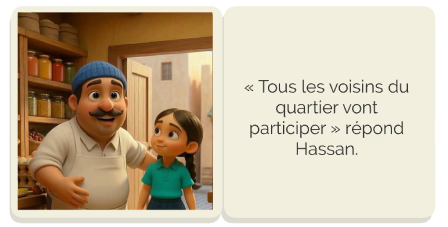 « Tous les voisins du
quartier vont
participer » répond
Hassan.